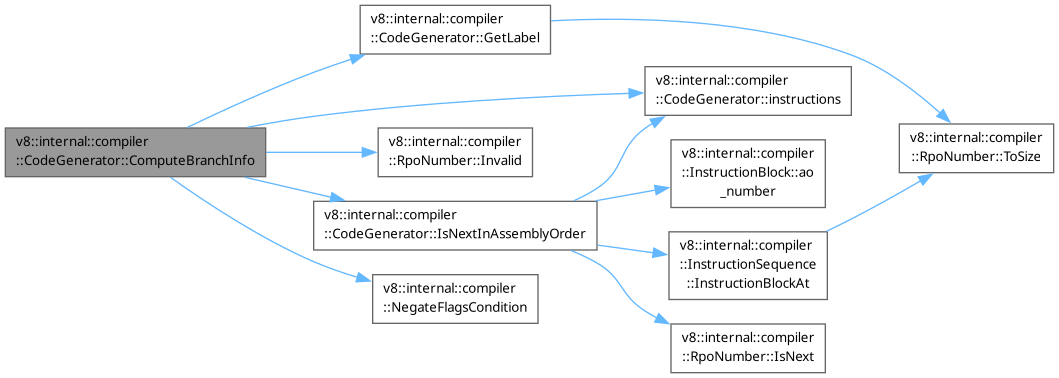 v8::internal::compiler
::CodeGenerator::ComputeBranchInfo
v8::internal::compiler
::CodeGenerator::GetLabel
v8::internal::compiler
::CodeGenerator::instructions
v8::internal::compiler
::RpoNumber::Invalid
v8::internal::compiler
::CodeGenerator::IsNextInAssemblyOrder
v8::internal::compiler
::NegateFlagsCondition
v8::internal::compiler
::InstructionBlock::ao
_number
v8::internal::compiler
::InstructionSequence
::InstructionBlockAt
v8::internal::compiler
::RpoNumber::IsNext
v8::internal::compiler
::RpoNumber::ToSize